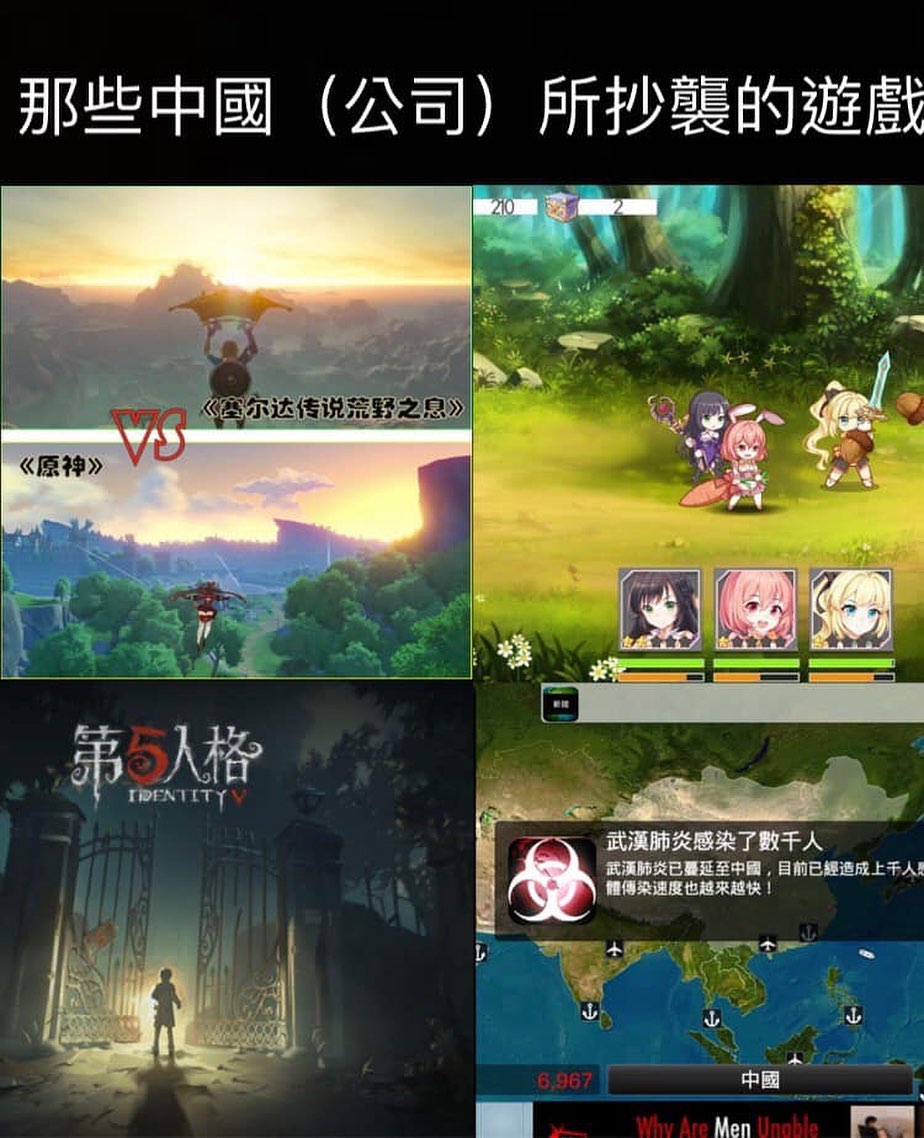 那些中國（公司）所抄襲的遊戲
210
2
《塞尔达传说荒野之息》
VS
《原神》
第5人格
IDENTITY V
新聞
武漢肺炎感染了數千人
武漢肺炎已蔓延至中國，目前已經造成上千人感
體傳染速度也越來越快！
6,967
中國
Why Are Men Unable